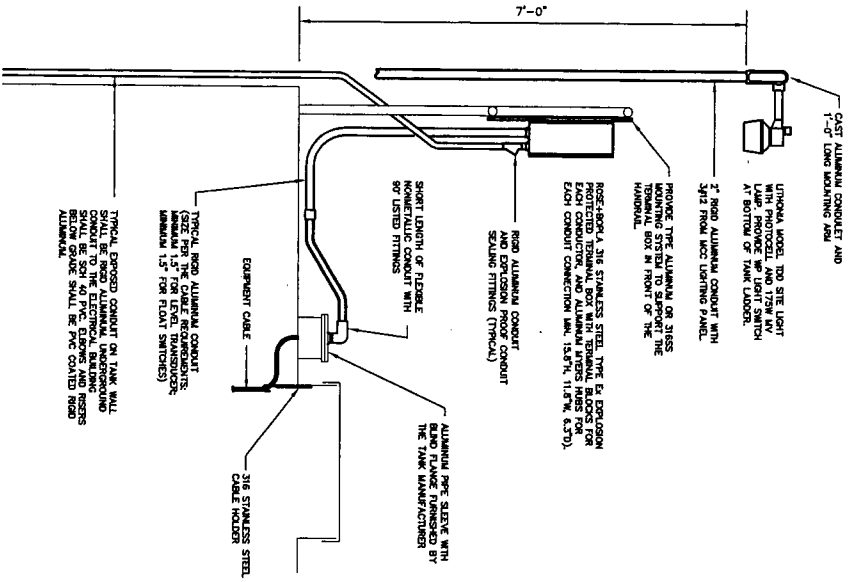 7'-0"
CAST ALUMINUM CONDULET AND
1'-0" LONG MOUNTING ARM
LITHONIA MODEL TDD SITE LIGHT
WITH PHOTOCELL AND 175W MV
LAMP. PROVIDE WP LIGHT SWITCH
AT BOTTOM OF TANK LADDER.
2" RIGID ALUMINUM CONDUIT WITH
3#12 FROM MCC LIGHTING PANEL.
PROVIDE TYPE ALUMINUM OR 316SS
MOUNTING SYSTEM TO SUPPORT THE
TERMINAL BOX IN FRONT OF THE
HANDRAIL.
ROSE+BOPLA 316 STAINLESS STEEL TYPE Ex EXPLOSION
PROTECTED TERMINAL BOX WITH TERMINAL BLOCKS FOR
EACH CONDUCTOR, AND ALUMINUM MYERS HUBS FOR
EACH CONDUIT CONNECTION MIN. 15.8"H, 11.8"W, 6.3"D).
RIGID ALUMINUM CONDUIT
AND EXPLOSION PROOF CONDUIT
SEALING FITTINGS (TYPICAL)
SHORT LENGTH OF FLEXIBLE
NONMETALLIC CONDUIT WITH
90° LISTED FITTINGS
ALUMINUM PIPE SLEEVE WITH
BLIND FLANGE FURNISHED BY
THE TANK MANUFACTURER
EQUIPMENT CABLE
316 STAINLESS STEEL
CABLE HOLDER
TYPICAL RIGID ALUMINUM CONDUIT
(SIZE PER THE CABLE REQUIREMENTS:
MINIMUM 1.5" FOR LEVEL TRANSDUCER;
MINIMUM 1.5" FOR FLOAT SWITCHES)
TYPICAL EXPOSED CONDUIT ON TANK WALL
SHALL BE RIGID ALUMINUM. UNDERGROUND
CONDUIT TO THE ELECTRICAL BUILDING
SHALL BE SCH 40 PVC. ELBOWS AND RISERS
BELOW GRADE SHALL BE PVC COATED RIGID
ALUMINUM.